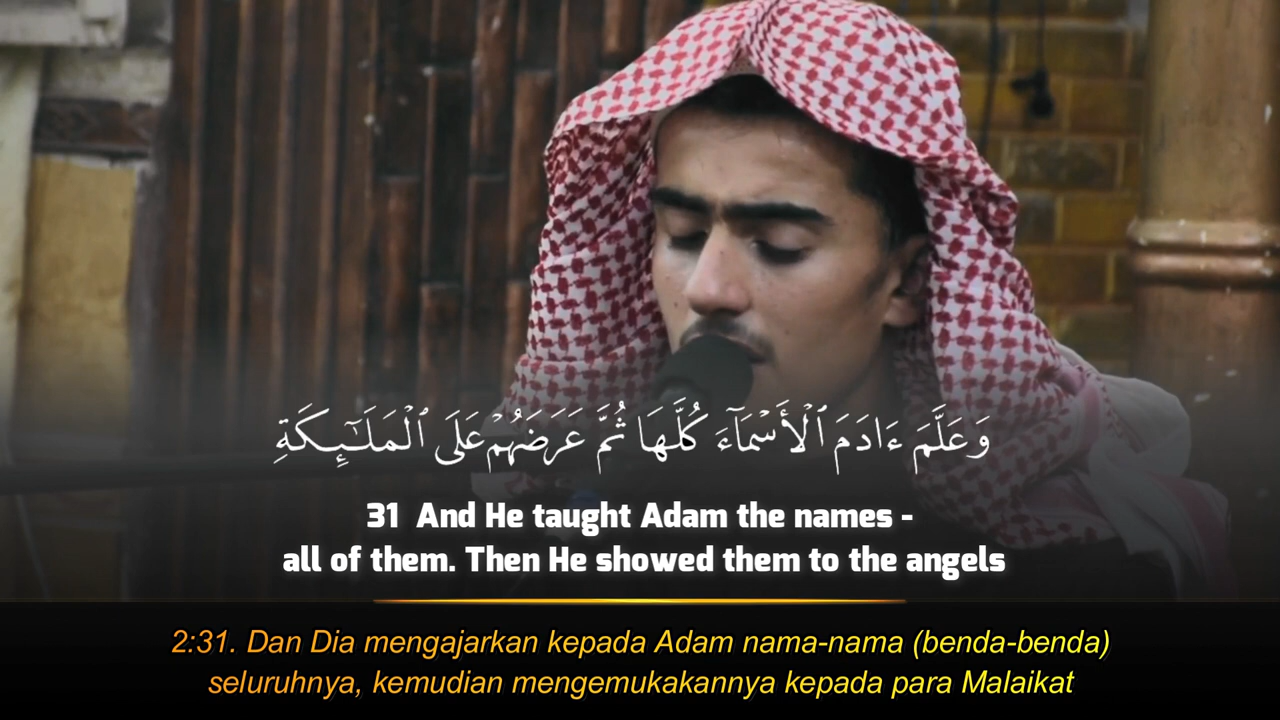 وَعَلَّمَ ءَادَمَ ٱلْأَسْمَآءَ كُلَّهَا ثُمَّ عَرَضَهُمْ عَلَى ٱلْمَلَـٰٓئِكَةِ
31 And He taught Adam the names -
all of them. Then He showed them to the angels
2:31. Dan Dia mengajarkan kepada Adam nama-nama (benda-benda)
seluruhnya, kemudian mengemukakannya kepada para Malaikat